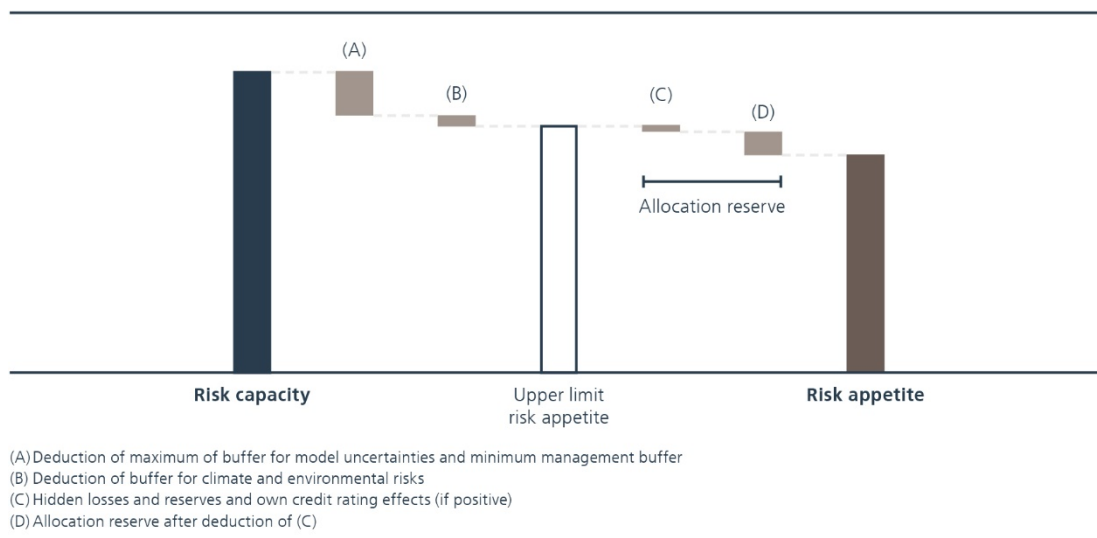 (A)
(B)
(C)
(D)
Allocation reserve
Risk capacity
Upper limit
risk appetite
Risk appetite
(A) Deduction of maximum of buffer for model uncertainties and minimum management buffer
(B) Deduction of buffer for climate and environmental risks
(C) Hidden losses and reserves and own credit rating effects (if positive)
(D) Allocation reserve after deduction of (C)